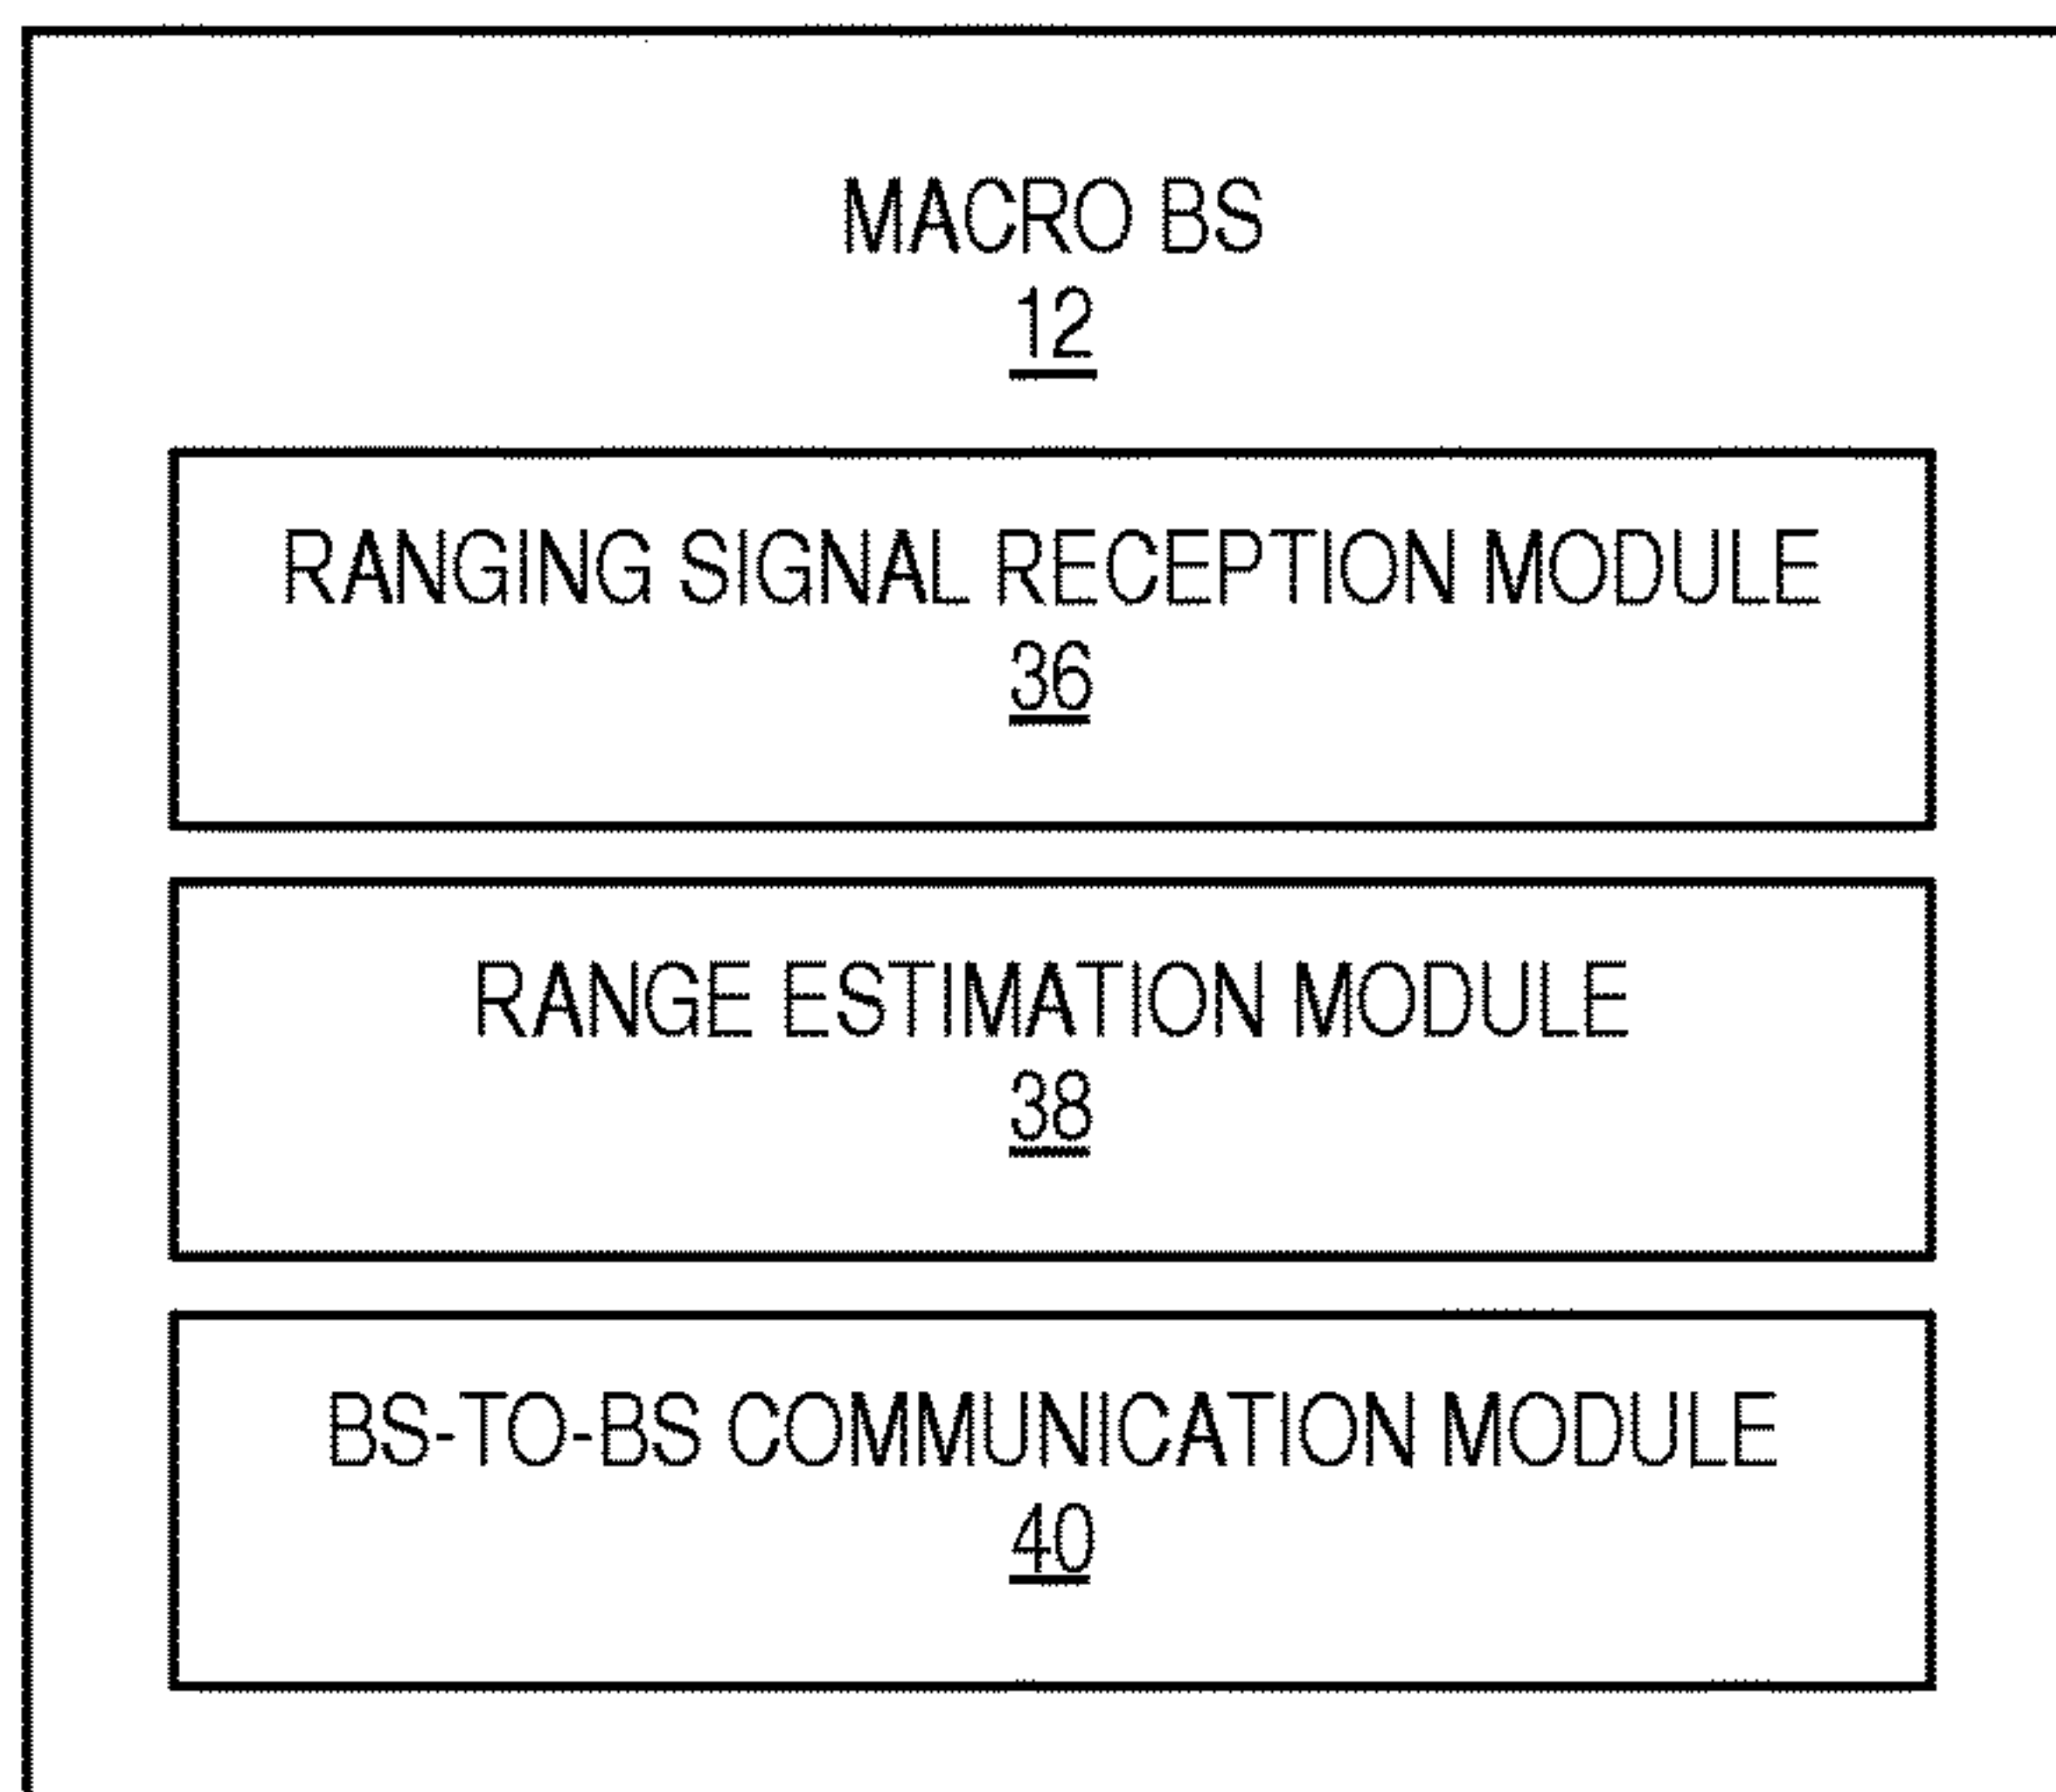 MACRO BS
12
RANGING SIGNAL RECEPTION MODULE
36
RANGE ESTIMATION MODULE
38
BS-TO-BS COMMUNICATION MODULE
40